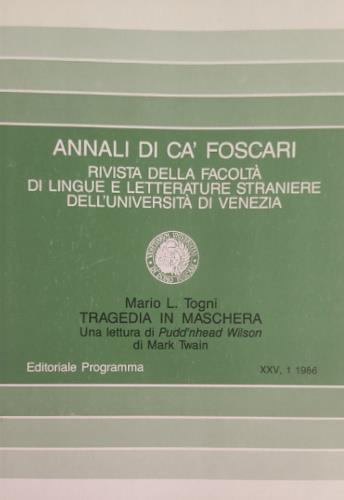 ANNALI DI CA' FOSCARI
RIVISTA DELLA FACOLTÀ
DI LINGUE E LETTERATURE STRANIERE
DELL'UNIVERSITÀ DI VENEZIA
Mario L. Togni
TRAGEDIA IN MASCHERA
Una lettura di Pudd'nhead Wilson
di Mark Twain
Editoriale Programma
XXV, 1 1986